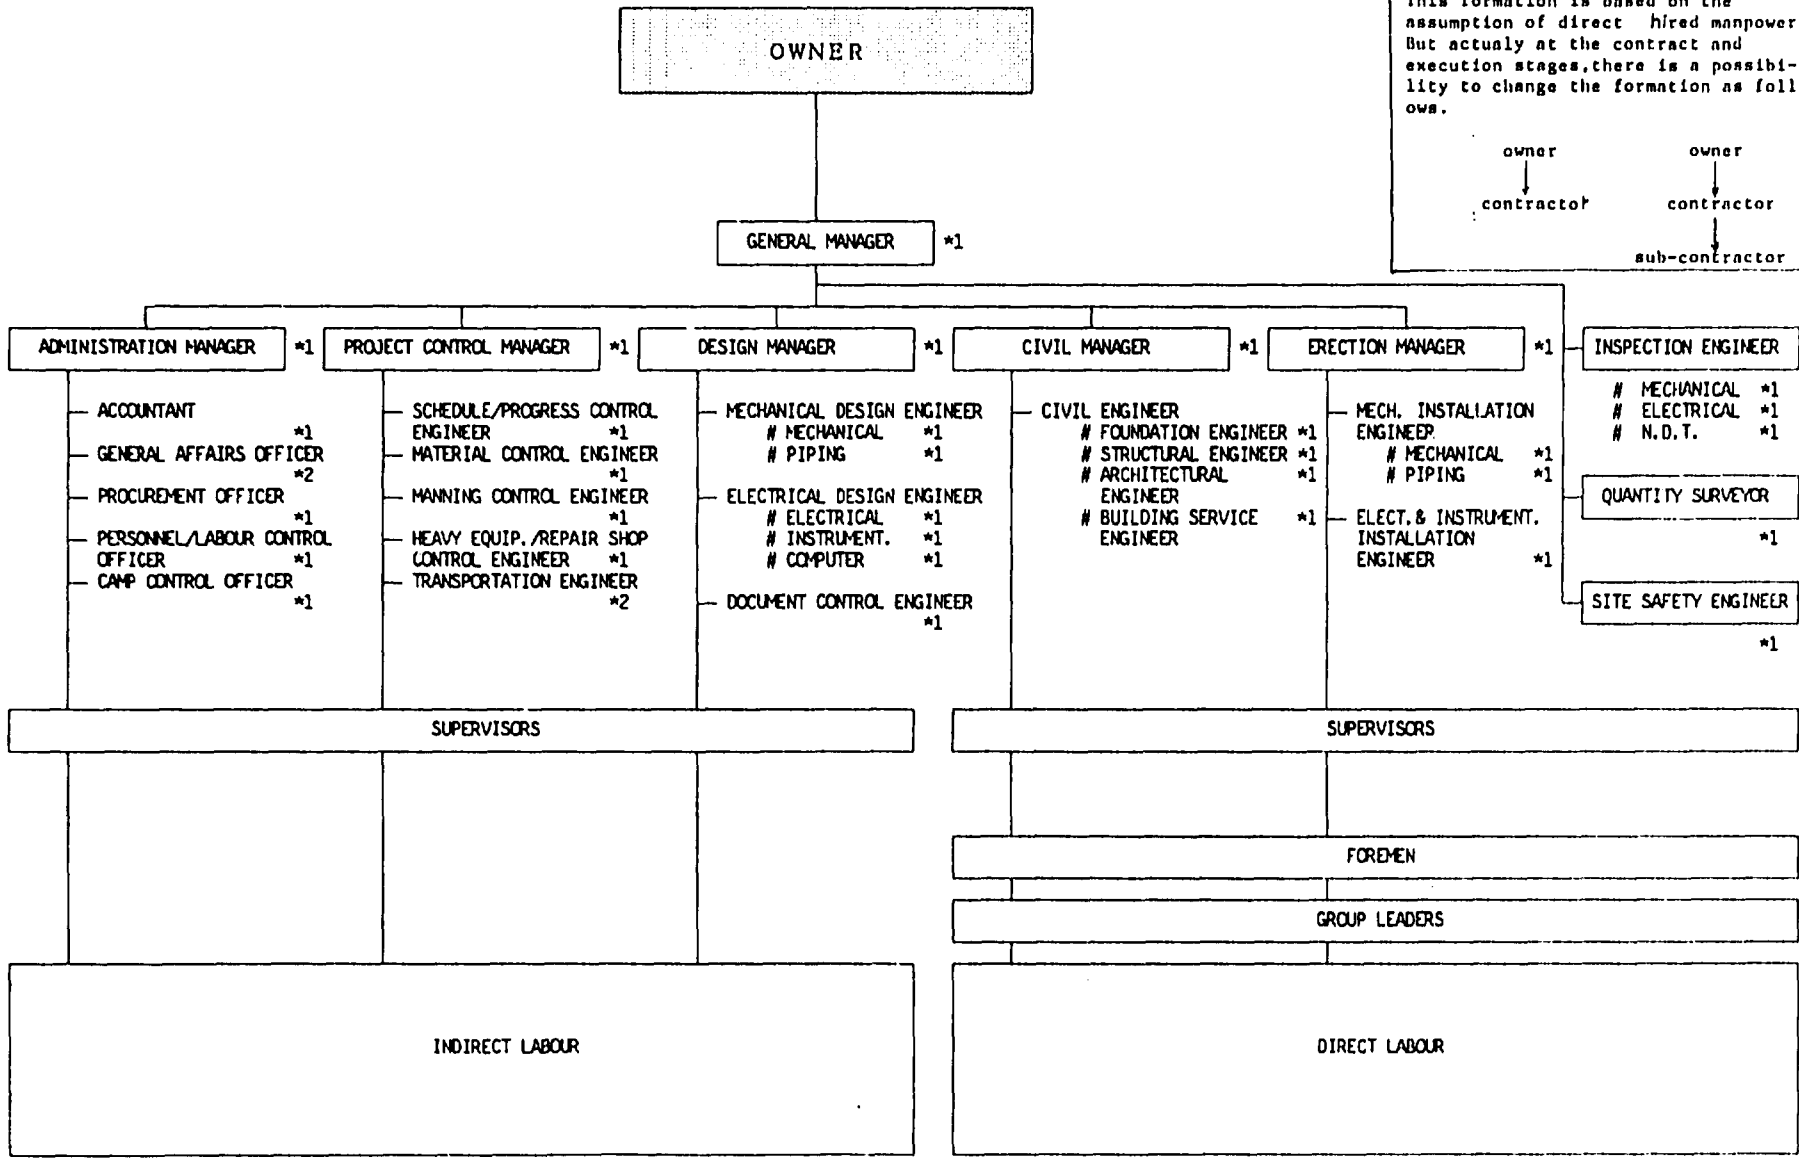 This formation is based on the
assumption of direct hired manpower
But actualy at the contract and
execution stages,there is a possibi-
lity to change the formation as foll
ows.
owner owner
contractor contractor
sub-contractor
OWNER
GENERAL MANAGER *1
ADMINISTRATION MANAGER *1
ACCOUNTANT
*1
GENERAL AFFAIRS OFFICER
*2
PROCUREMENT OFFICER
*1
PERSONNEL/LABOUR CONTROL
OFFICER *1
CAMP CONTROL OFFICER
*1
PROJECT CONTROL MANAGER *1
SCHEDULE/PROGRESS CONTROL
ENGINEER *1
MATERIAL CONTROL ENGINEER
*1
MANNING CONTROL ENGINEER
*1
HEAVY EQUIP./REPAIR SHOP
CONTROL ENGINEER *1
TRANSPORTATION ENGINEER
*2
DESIGN MANAGER *1
MECHANICAL DESIGN ENGINEER
# MECHANICAL *1
# PIPING *1
ELECTRICAL DESIGN ENGINEER
# ELECTRICAL *1
# INSTRUMENT. *1
# COMPUTER *1
DOCUMENT CONTROL ENGINEER
*1
CIVIL MANAGER *1
CIVIL ENGINEER
# FOUNDATION ENGINEER *1
# STRUCTURAL ENGINEER *1
# ARCHITECTURAL *1
ENGINEER
# BUILDING SERVICE *1
ENGINEER
ERECTION MANAGER *1
MECH. INSTALLATION
ENGINEER
# MECHANICAL *1
# PIPING *1
ELECT.& INSTRUMENT.
INSTALLATION
ENGINEER *1
INSPECTION ENGINEER
# MECHANICAL *1
# ELECTRICAL *1
# N.D.T. *1
QUANTITY SURVEYOR
*1
SITE SAFETY ENGINEER
*1
SUPERVISORS
SUPERVISORS
FOREMEN
GROUP LEADERS
INDIRECT LABOUR
DIRECT LABOUR